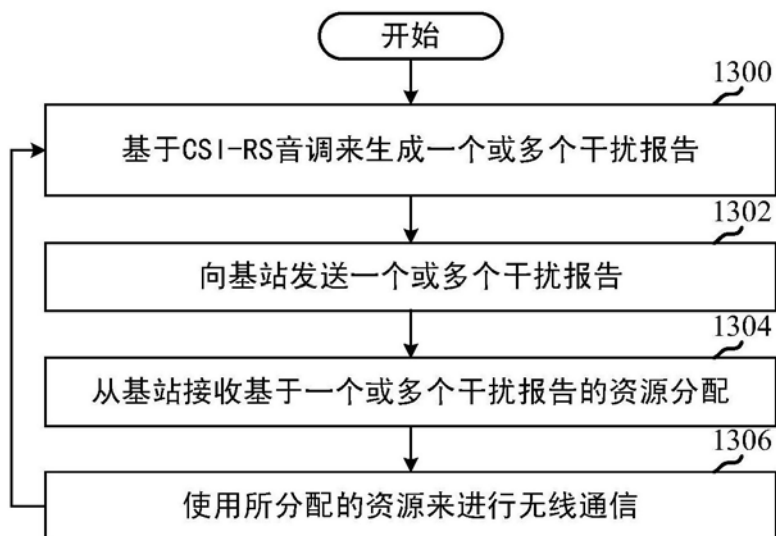 开始
1300
基于CSI-RS音调来生成一个或多个干扰报告
1302
向基站发送一个或多个干扰报告
1304
从基站接收基于一个或多个干扰报告的资源分配
1306
使用所分配的资源来进行无线通信